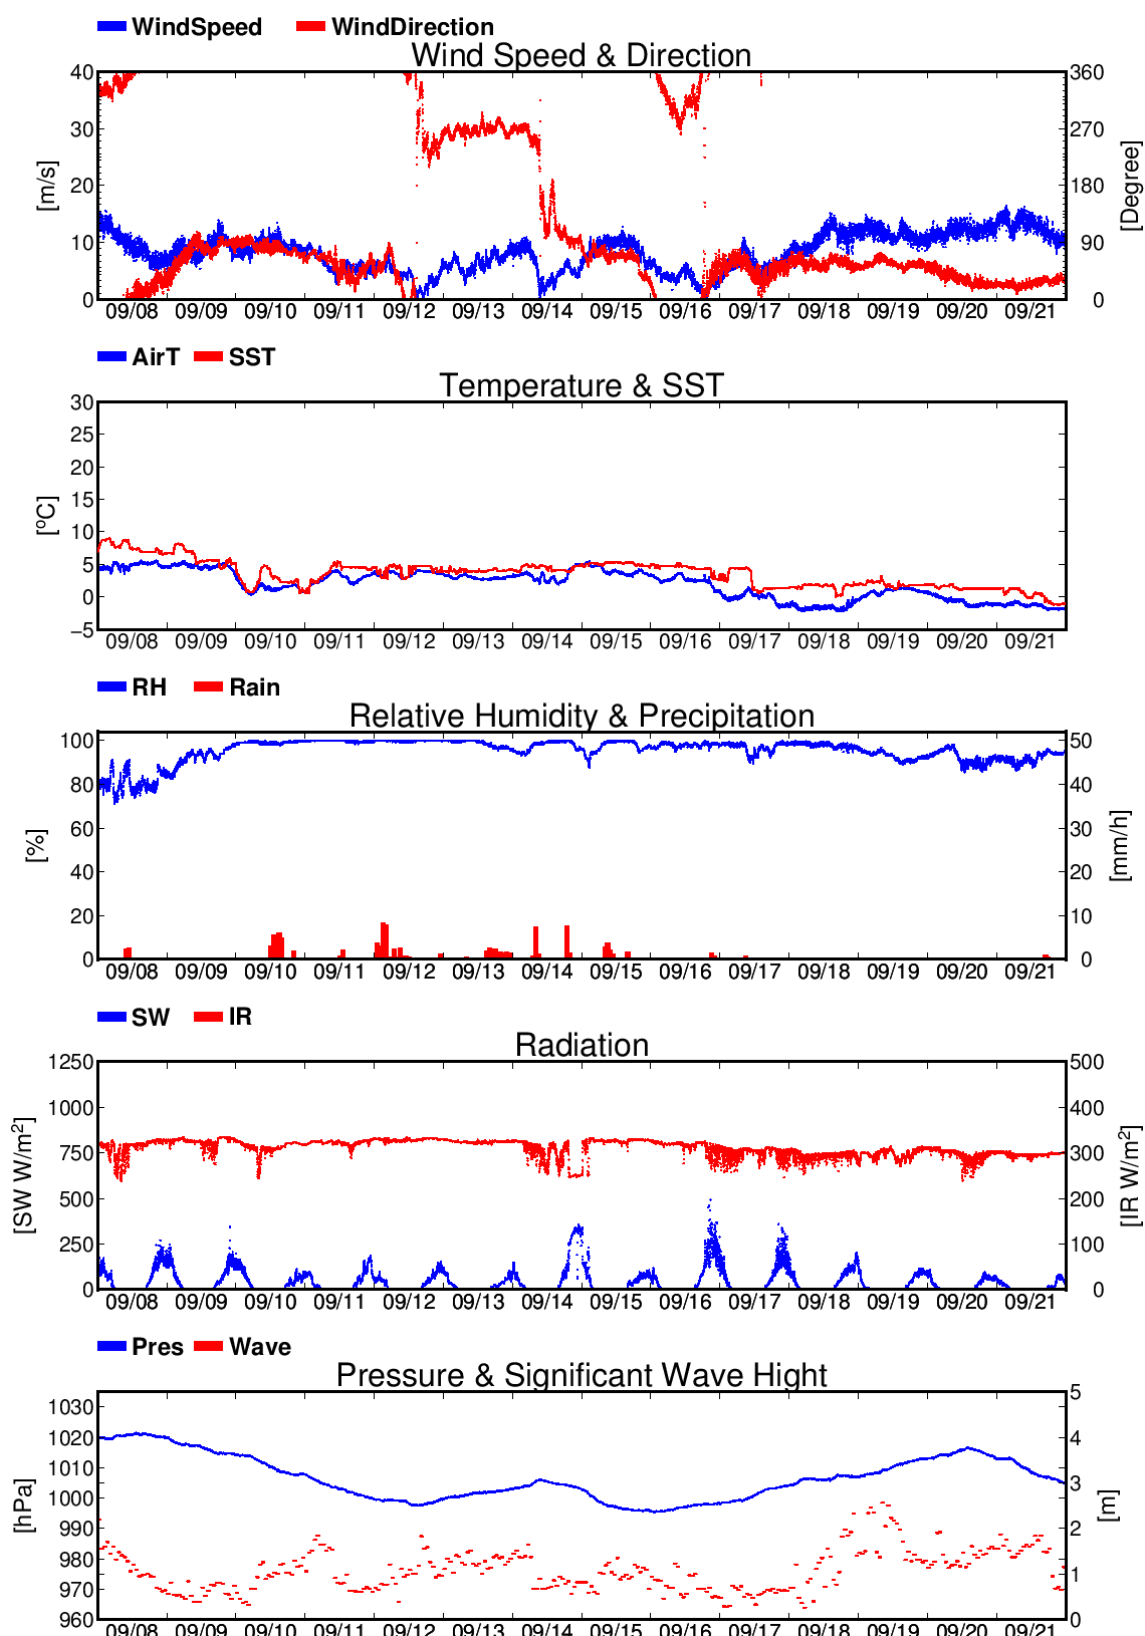 WindSpeed WindDirection
Wind Speed & Direction
40 360
30 270
20 180
10 90
0 0
[m/s] [Degree]
09/08 09/09 09/10 09/11 09/12 09/13 09/14 09/15 09/16 09/17 09/18 09/19 09/20 09/21
AirT SST
Temperature & SST
30
25
20
15
10
5
0
−5
[°C]
09/08 09/09 09/10 09/11 09/12 09/13 09/14 09/15 09/16 09/17 09/18 09/19 09/20 09/21
RH Rain
Relative Humidity & Precipitation
100 50
80 40
60 30
40 20
20 10
0 0
[%] [mm/h]
09/08 09/09 09/10 09/11 09/12 09/13 09/14 09/15 09/16 09/17 09/18 09/19 09/20 09/21
SW IR
Radiation
1250 500
1000 400
750 300
500 200
250 100
0 0
[SW W/m²] [IR W/m²]
09/08 09/09 09/10 09/11 09/12 09/13 09/14 09/15 09/16 09/17 09/18 09/19 09/20 09/21
Pres Wave
Pressure & Significant Wave Hight
1030 5
1020 4
1010 3
1000 2
990 1
980 0
970
960
[hPa] [m]
09/08 09/09 09/10 09/11 09/12 09/13 09/14 09/15 09/16 09/17 09/18 09/19 09/20 09/21